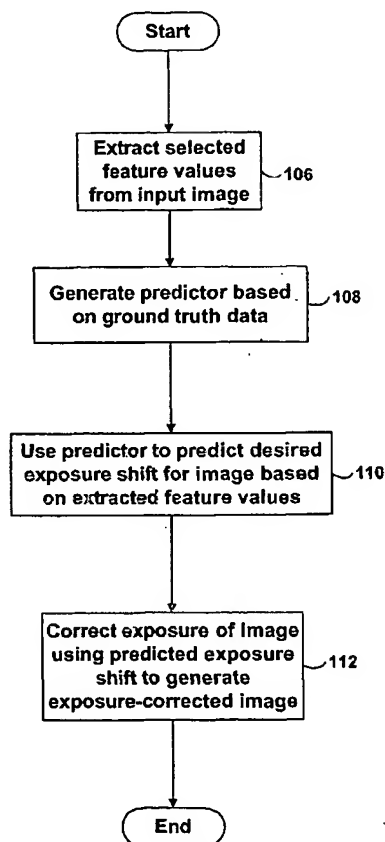 Start
Extract selected
feature values
from input image
106
Generate predictor based
on ground truth data
108
Use predictor to predict desired
exposure shift for image based
on extracted feature values
110
Correct exposure of image
using predicted exposure
shift to generate
exposure-corrected image
112
End